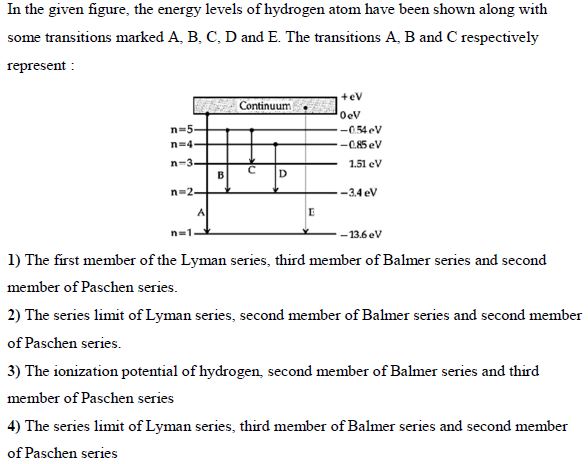 In the given figure, the energy levels of hydrogen atom have been shown along with
some transitions marked A, B, C, D and E. The transitions A, B and C respectively
represent :
+eV
Continuum
0eV
n=5
-0.54 eV
n=4
-0.85 eV
n=3
1.51 eV
B
C
D
n=2
-3.4 eV
A
E
n=1
-13.6 eV
1) The first member of the Lyman series, third member of Balmer series and second
member of Paschen series.
2) The series limit of Lyman series, second member of Balmer series and second member
of Paschen series.
3) The ionization potential of hydrogen, second member of Balmer series and third
member of Paschen series
4) The series limit of Lyman series, third member of Balmer series and second member
of Paschen series